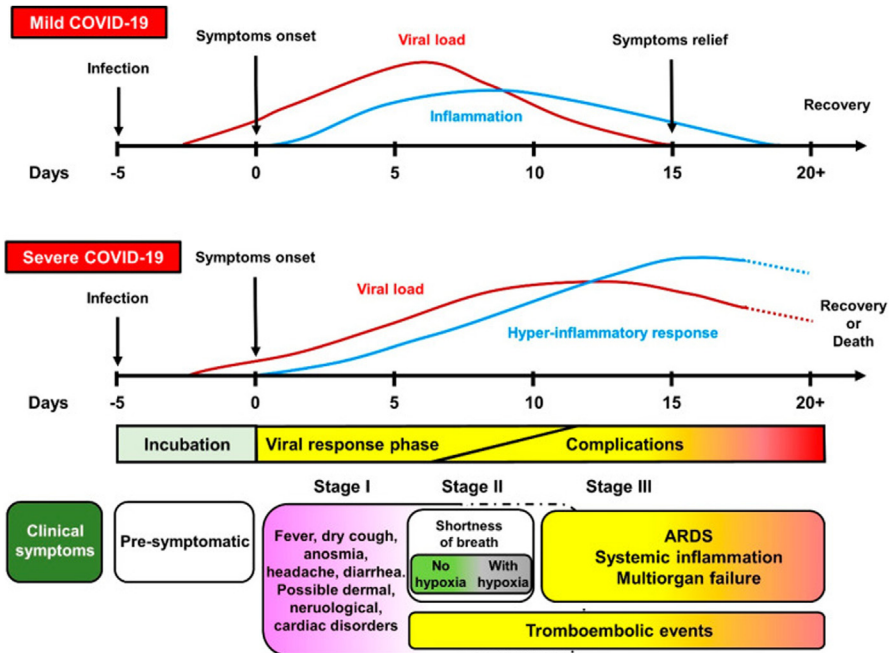 Mild COVID-19
Symptoms onset
Viral load
Symptoms relief
Infection
Inflammation
Recovery
Days
-5
0
5
10
15
20+
Severe COVID-19
Symptoms onset
Infection
Viral load
Hyper-inflammatory response
Recovery
or
Death
Days
-5
0
5
10
15
20+
Incubation
Viral response phase
Complications
Stage I
Stage II
Stage III
Clinical
symptoms
Pre-symptomatic
Fever, dry cough,
anosmia,
headache, diarrhea.
Possible dermal,
neruological,
cardiac disorders
Shortness
of breath
No
hypoxia
With
hypoxia
ARDS
Systemic inflammation
Multiorgan failure
Tromboembolic events